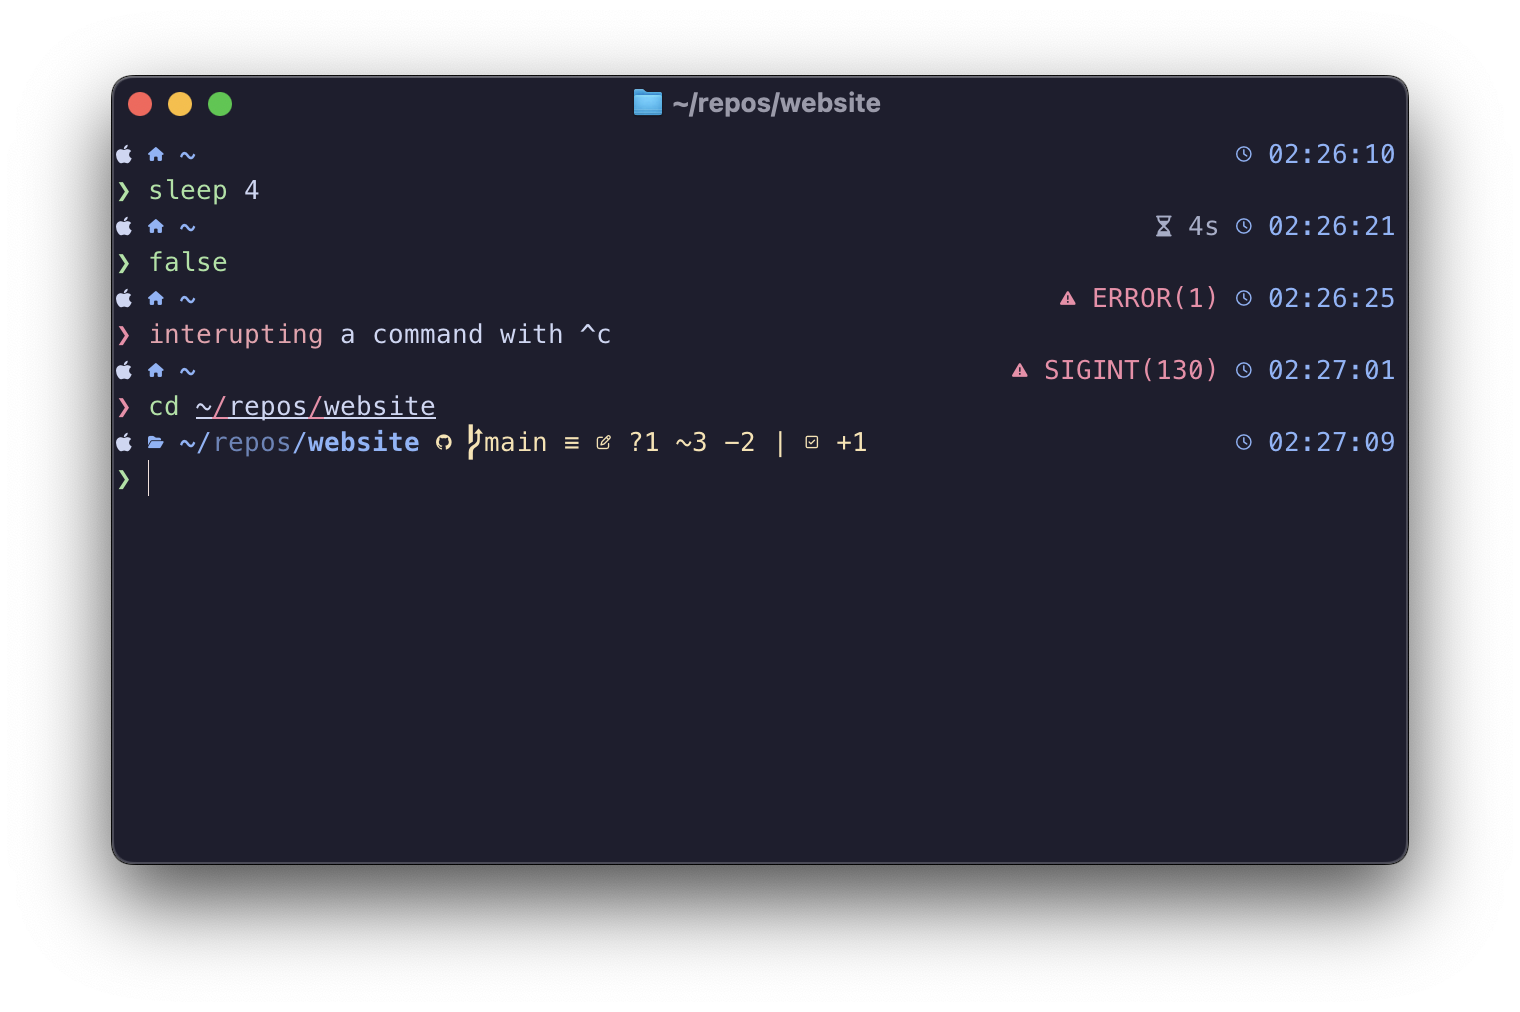 ~/repos/website
~ 02:26:10
❯ sleep 4
~ 4s 02:26:21
❯ false
~ ERROR(1) 02:26:25
❯ interupting a command with ^c
~ SIGINT(130) 02:27:01
❯ cd ~/repos/website
~/repos/website main ≡ ?1 ~3 −2 | +1 02:27:09
❯